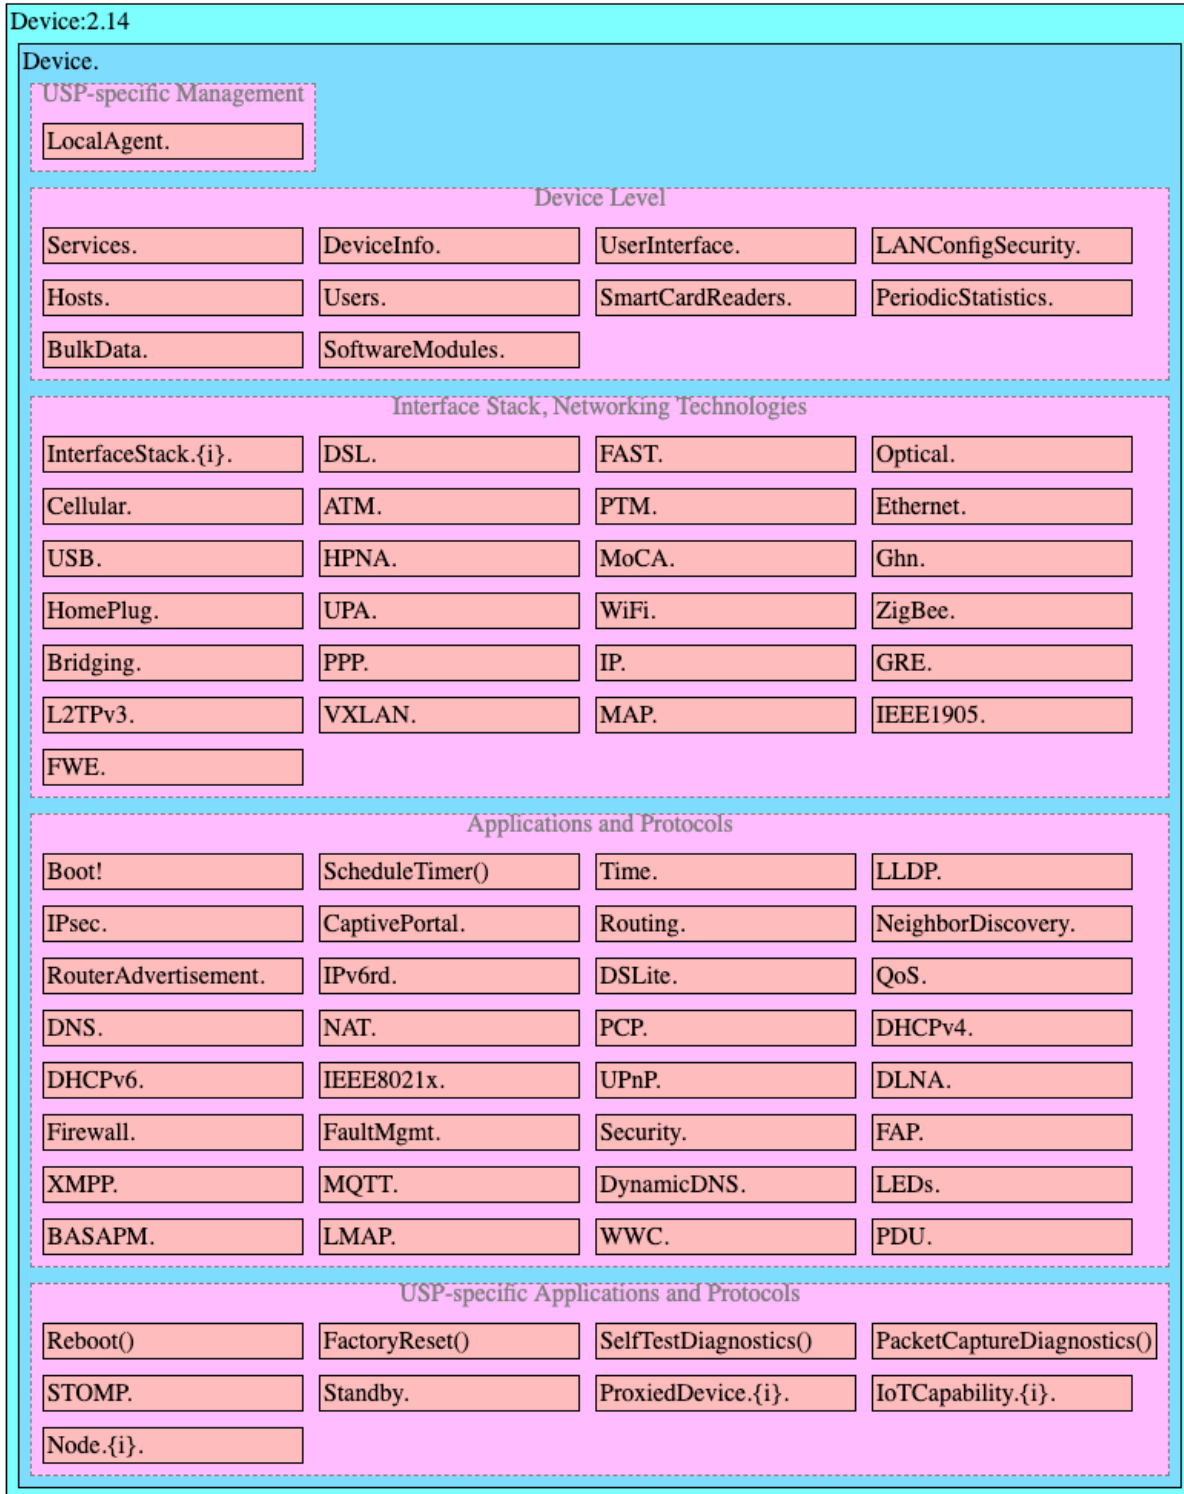 Device:2.14
Device.
USP-specific Management
LocalAgent.
Device Level
Services. DeviceInfo. UserInterface. LANConfigSecurity.
Hosts. Users. SmartCardReaders. PeriodicStatistics.
BulkData. SoftwareModules.
Interface Stack, Networking Technologies
InterfaceStack.{i}. DSL. FAST. Optical.
Cellular. ATM. PTM. Ethernet.
USB. HPNA. MoCA. Ghn.
HomePlug. UPA. WiFi. ZigBee.
Bridging. PPP. IP. GRE.
L2TPv3. VXLAN. MAP. IEEE1905.
FWE.
Applications and Protocols
Boot! ScheduleTimer() Time. LLDP.
IPsec. CaptivePortal. Routing. NeighborDiscovery.
RouterAdvertisement. IPv6rd. DSLite. QoS.
DNS. NAT. PCP. DHCPv4.
DHCPv6. IEEE8021x. UPnP. DLNA.
Firewall. FaultMgmt. Security. FAP.
XMPP. MQTT. DynamicDNS. LEDs.
BASAPM. LMAP. WWC. PDU.
USP-specific Applications and Protocols
Reboot() FactoryReset() SelfTestDiagnostics() PacketCaptureDiagnostics()
STOMP. Standby. ProxiedDevice.{i}. IoTCapability.{i}.
Node.{i}.